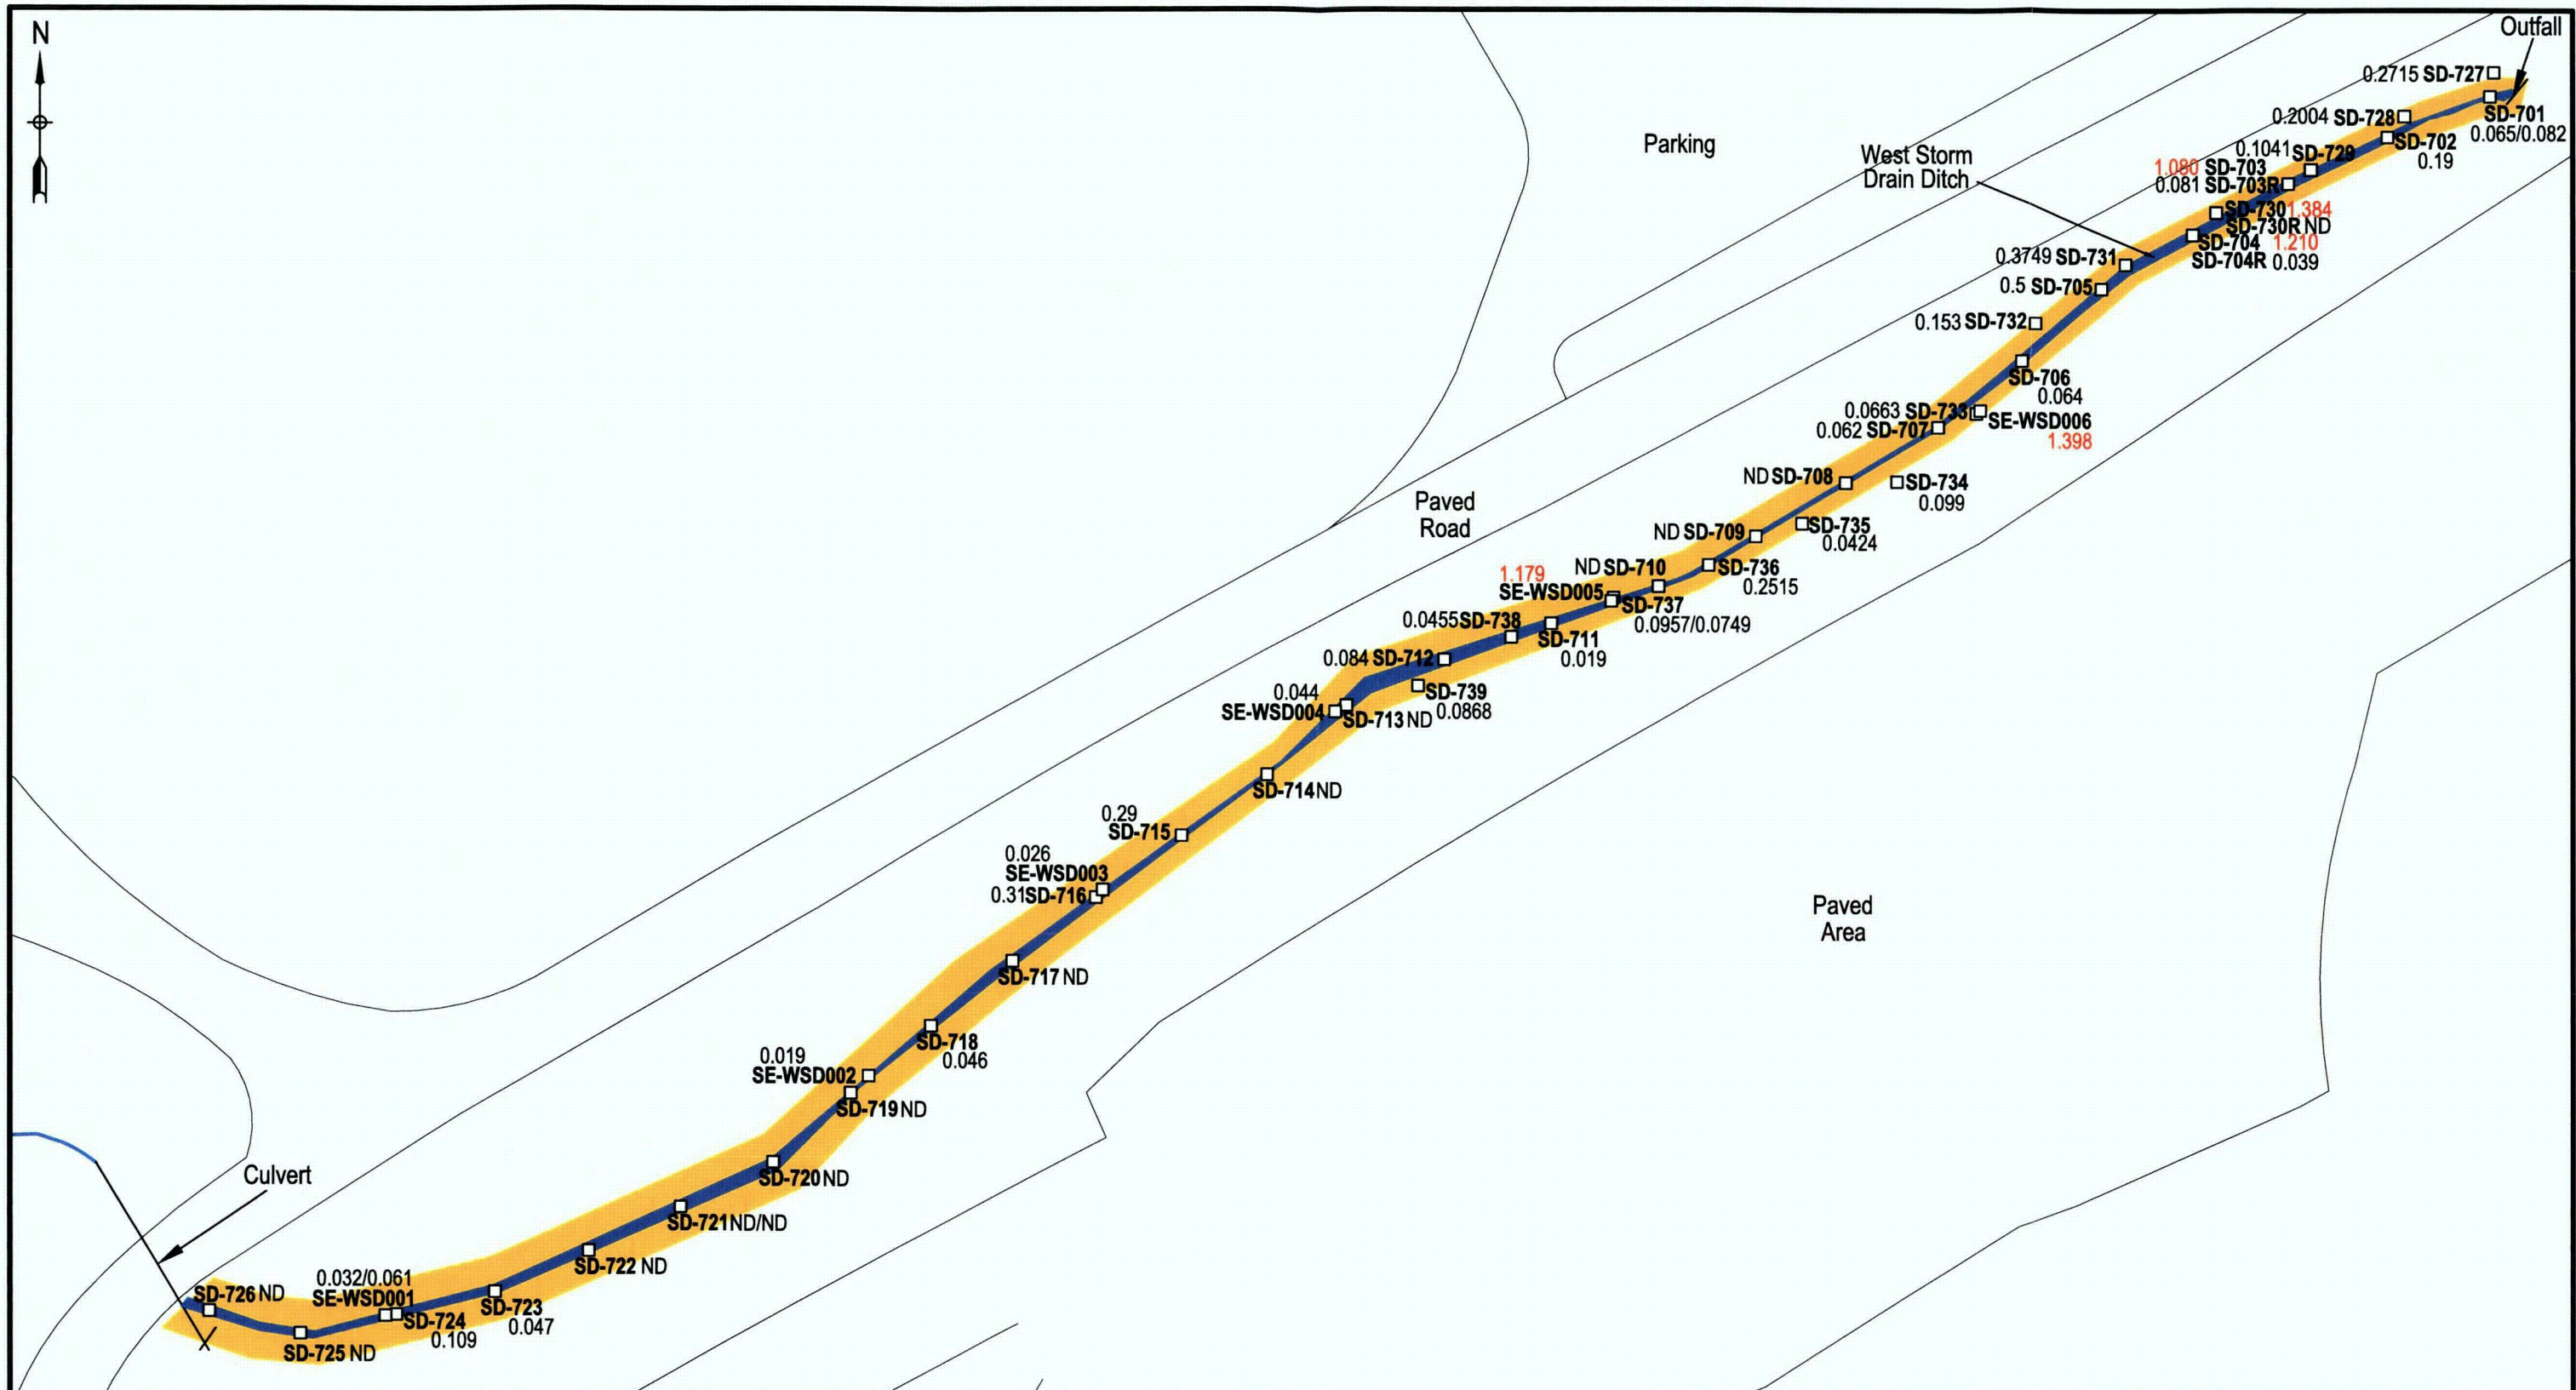 N
Outfall
0.2715 SD-727
SD-701
0.065/0.082
0.2004 SD-728
SD-702
0.19
0.1041 SD-729
1.080 SD-703
0.081 SD-703R
SD-730 1.384
SD-730R ND
SD-704 1.210
SD-704R 0.039
Parking
West Storm
Drain Ditch
0.3749 SD-731
0.5 SD-705
0.153 SD-732
SD-706
0.064
0.0663 SD-733
SE-WSD006
1.398
0.062 SD-707
ND SD-708
SD-734
0.099
Paved
Road
ND SD-709
SD-735
0.0424
ND SD-710
SD-736
0.2515
1.179
SE-WSD005
SD-737
0.0957/0.0749
0.0455 SD-738
SD-711
0.019
0.084 SD-712
SD-739
0.0868
0.044
SE-WSD004
SD-713 ND
SD-714 ND
0.29
SD-715
0.026
SE-WSD003
0.31 SD-716
Paved
Area
SD-717 ND
SD-718
0.046
0.019
SE-WSD002
SD-719 ND
SD-720 ND
Culvert
SD-721 ND/ND
SD-722 ND
0.032/0.061
SE-WSD001
SD-726 ND
SD-723
0.047
SD-724
0.109
SD-725 ND
X